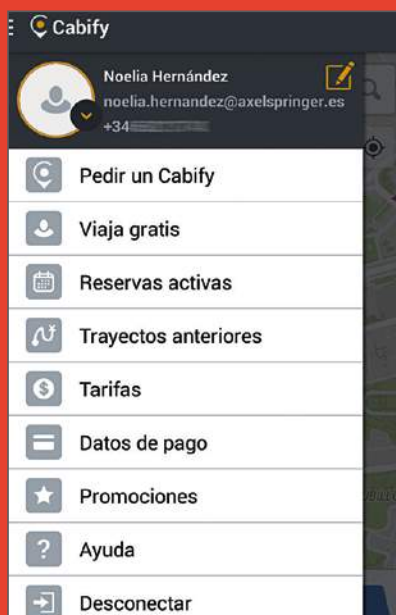 Cabify
Noelia Hernández
noelia.hernandez@axelspringer.es
+34
Pedir un Cabify
Viaja gratis
Reservas activas
Trayectos anteriores
Tarifas
Datos de pago
Promociones
Ayuda
Desconectar